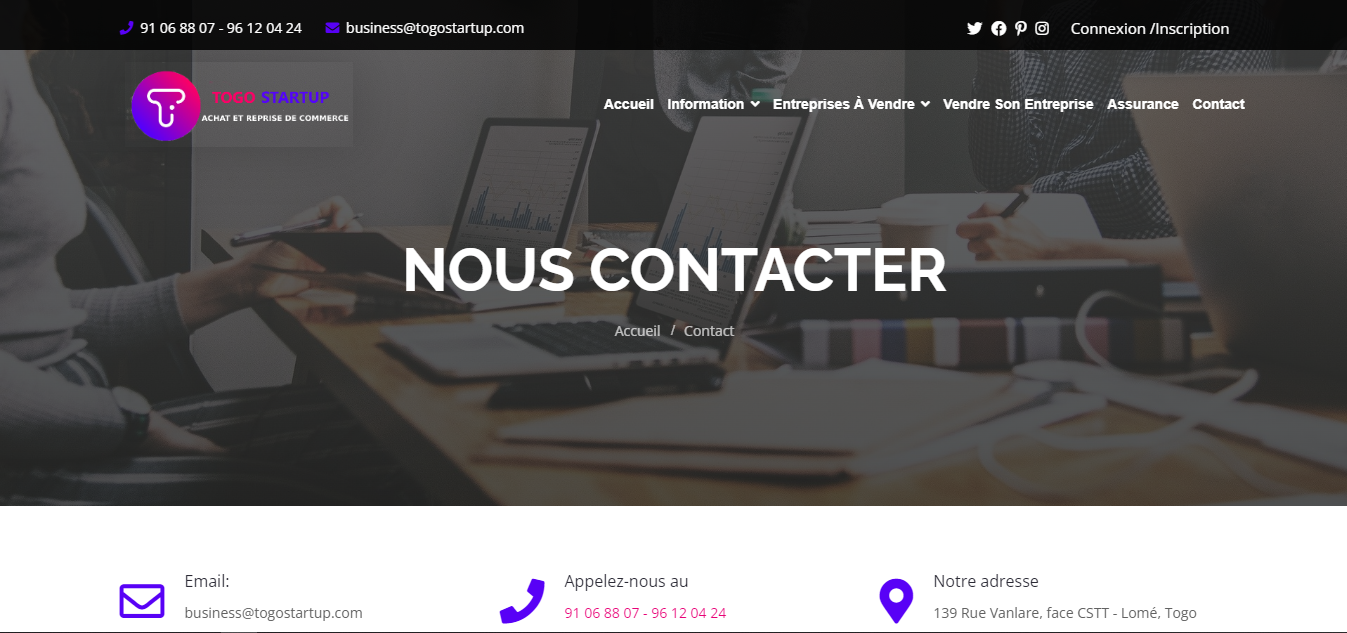 91 06 88 07 - 96 12 04 24
business@togostartup.com
Connexion /Inscription
TOGO STARTUP
ACHAT ET REPRISE DE COMMERCE
Accueil
Information
Entreprises À Vendre
Vendre Son Entreprise
Assurance
Contact
NOUS CONTACTER
Accueil / Contact
Email:
business@togostartup.com
Appelez-nous au
91 06 88 07 - 96 12 04 24
Notre adresse
139 Rue Vanlare, face CSTT - Lomé, Togo